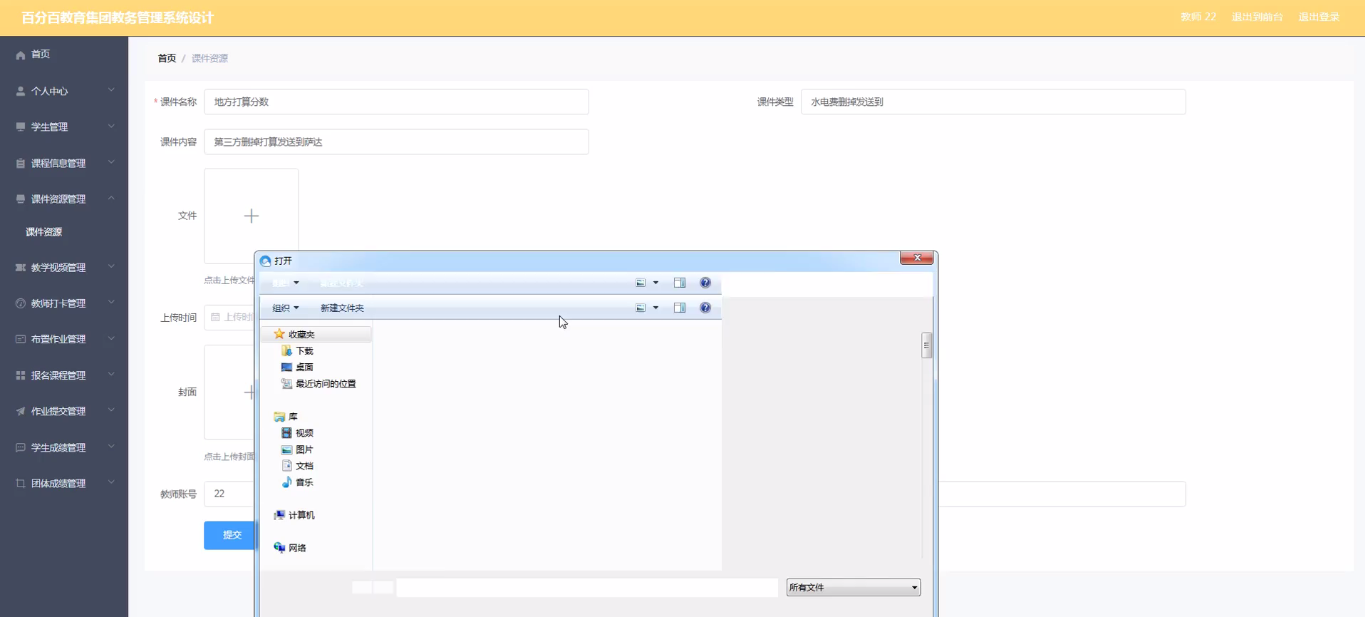 百分百教育集团教务管理系统设计
教师 22 退出到前台 退出登录
首页
个人中心
学生管理
课程信息管理
课件资源管理
课件资源
教学视频管理
教师打卡管理
布置作业管理
报名课程管理
作业提交管理
学生成绩管理
团体成绩管理
首页 / 课件资源
* 课件名称 地方打算分数 课件类型 水电费删掉发送到
课件内容 第三方删掉打算发送到萨达
文件
点击上传文件
上传时间 上传时
封面
点击上传封面
教师账号 22
提交
打开
组织 新建文件夹
收藏夹
下载
桌面
最近访问的位置
库
视频
图片
文档
音乐
计算机
网络
所有文件